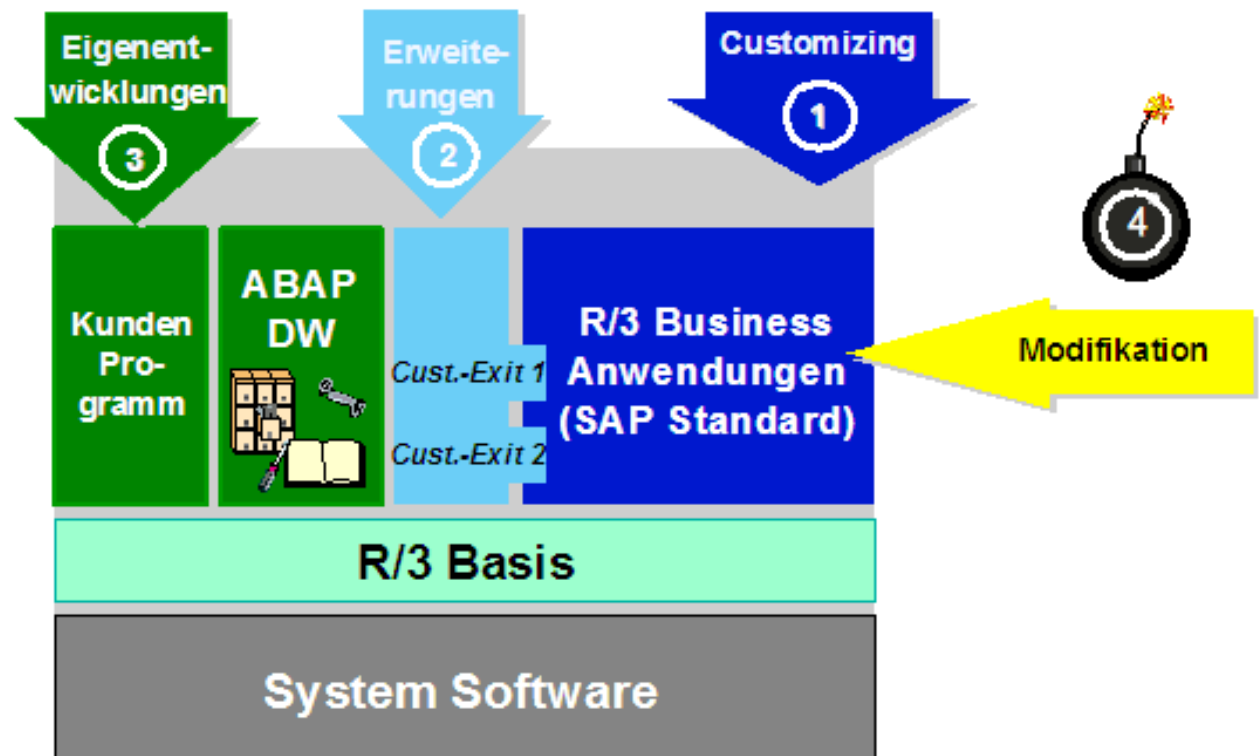 Eigenent-
wicklungen
3
Erweite-
rungen
2
Customizing
1
4
Kunden
Pro-
gramm
ABAP
DW
Cust.-Exit 1
Cust.-Exit 2
R/3 Business
Anwendungen
(SAP Standard)
Modifikation
R/3 Basis
System Software